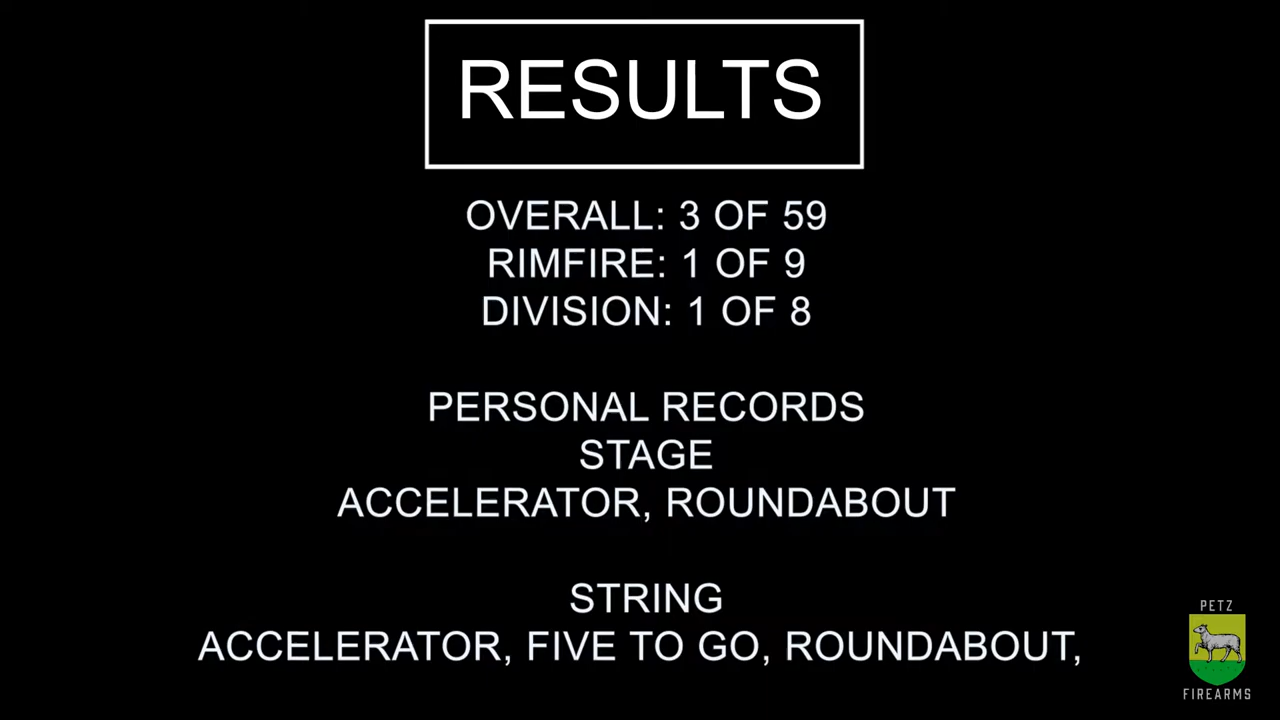 RESULTS
OVERALL: 3 OF 59
RIMFIRE: 1 OF 9
DIVISION: 1 OF 8
PERSONAL RECORDS
STAGE
ACCELERATOR, ROUNDABOUT
STRING
ACCELERATOR, FIVE TO GO, ROUNDABOUT,
PETZ
FIREARMS